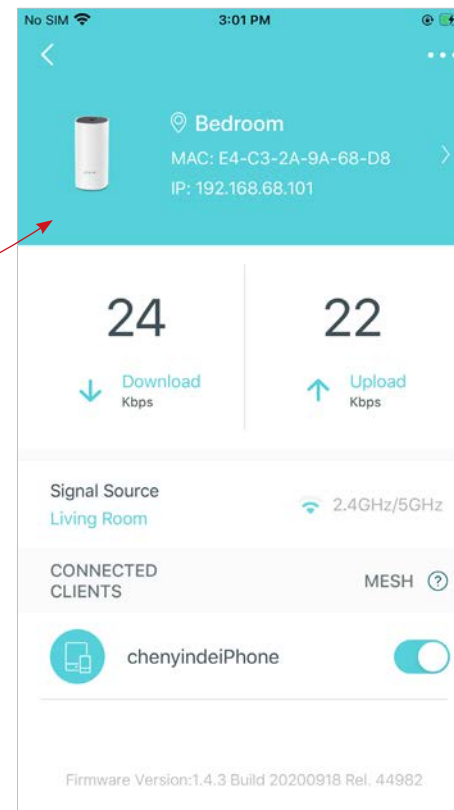 No SIM 3:01 PM
Bedroom
MAC: E4-C3-2A-9A-68-D8
IP: 192.168.68.101
24 22
Download Upload
Kbps Kbps
Signal Source
Living Room 2.4GHz/5GHz
CONNECTED
CLIENTS MESH ?
chenyindeiPhone
Firmware Version:1.4.3 Build 20200918 Rel. 44982